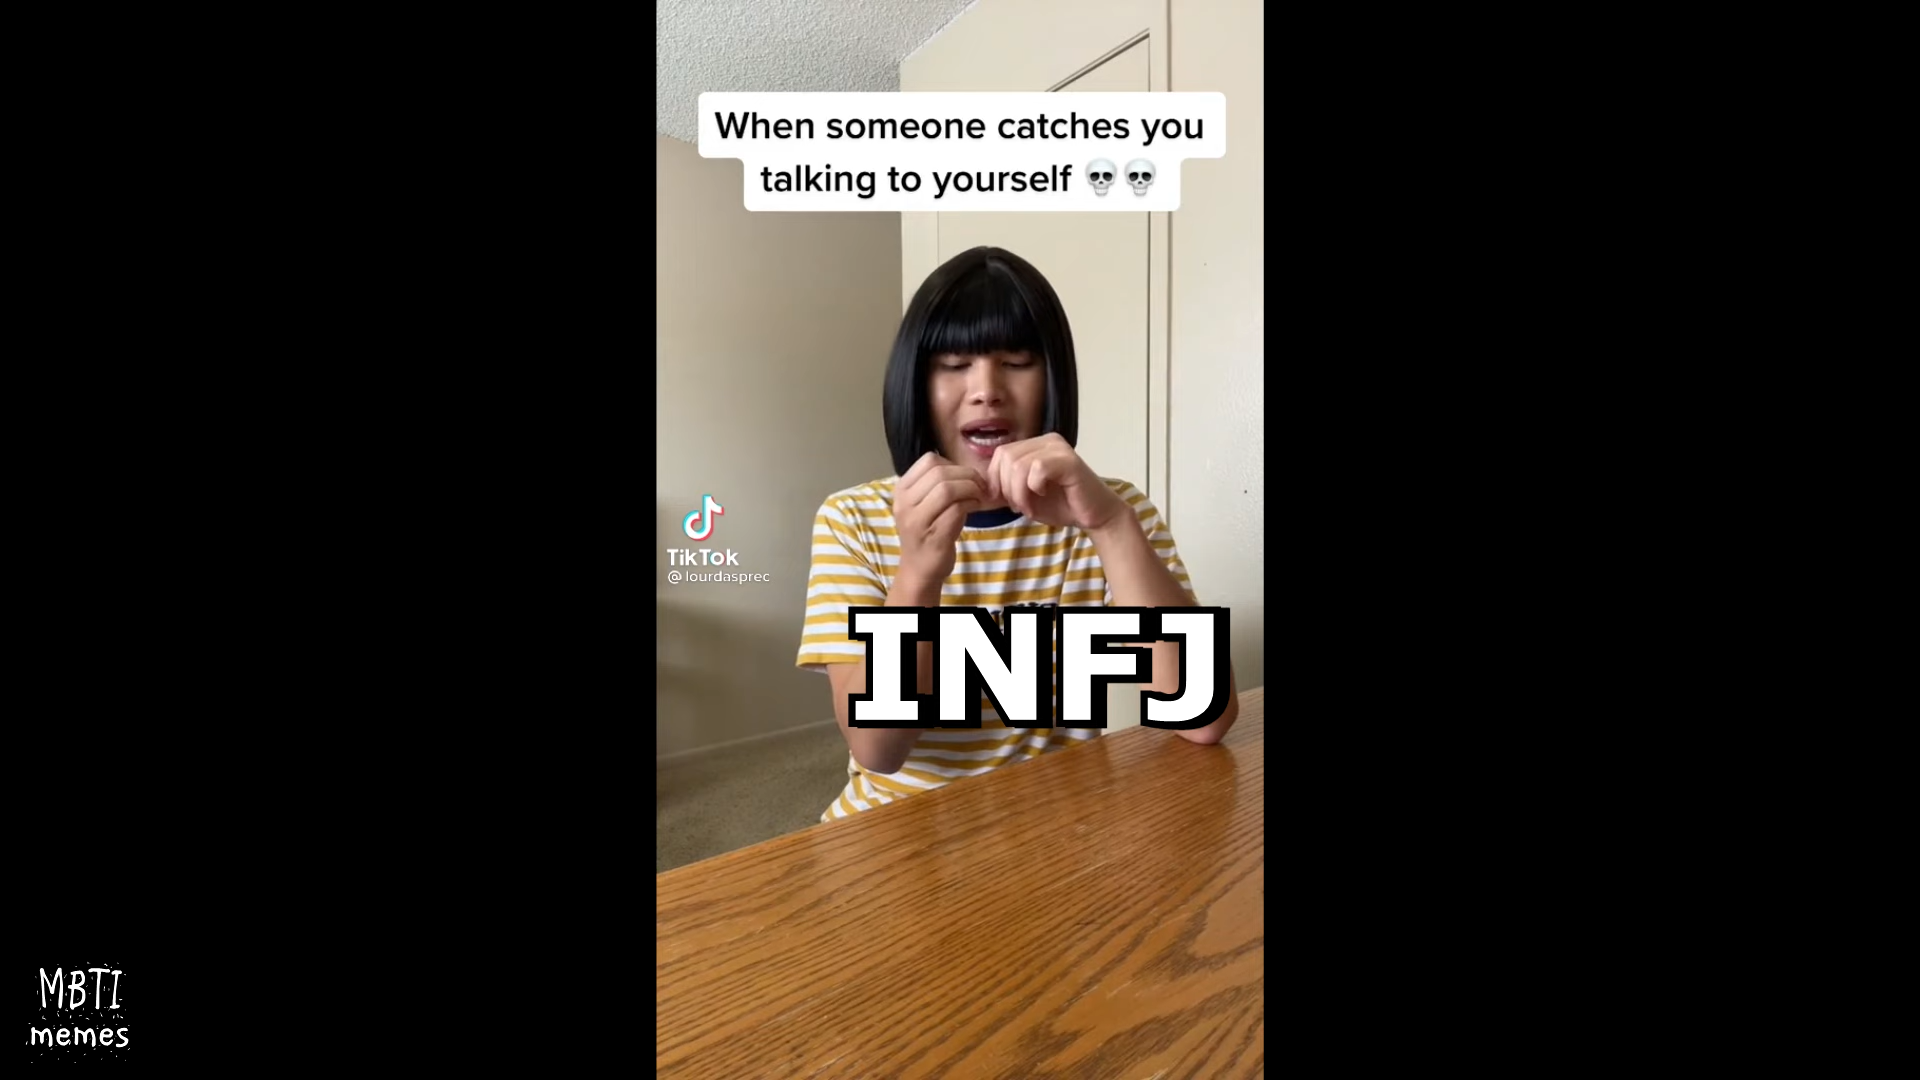 When someone catches you
talking to yourself 💀💀
TikTok
@lourdasprec
INFJ
MBTI
memes